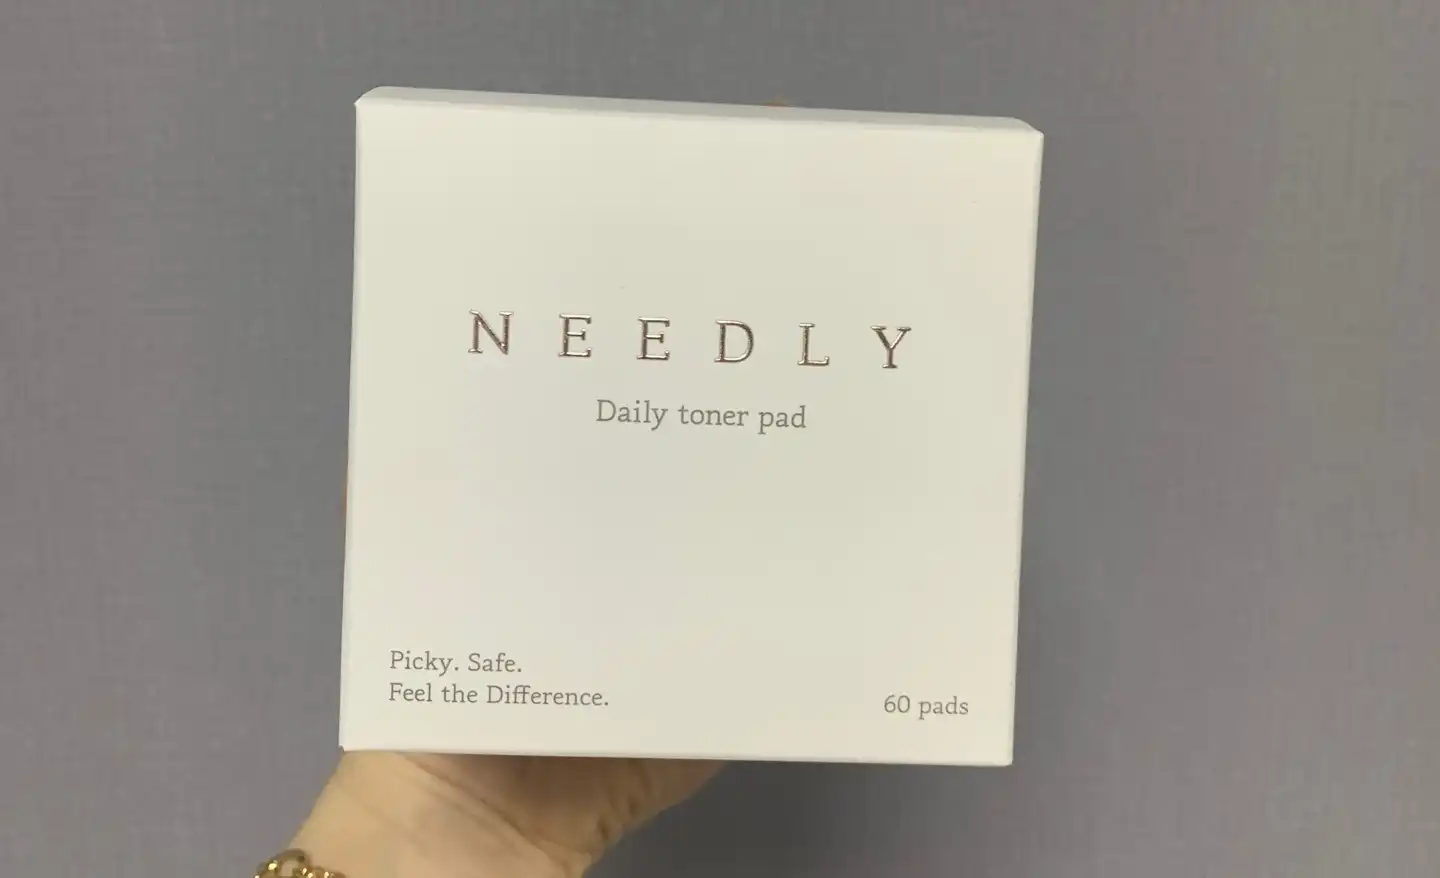 NEEDLY
Daily toner pad
Picky. Safe.
Feel the Difference.
60 pads